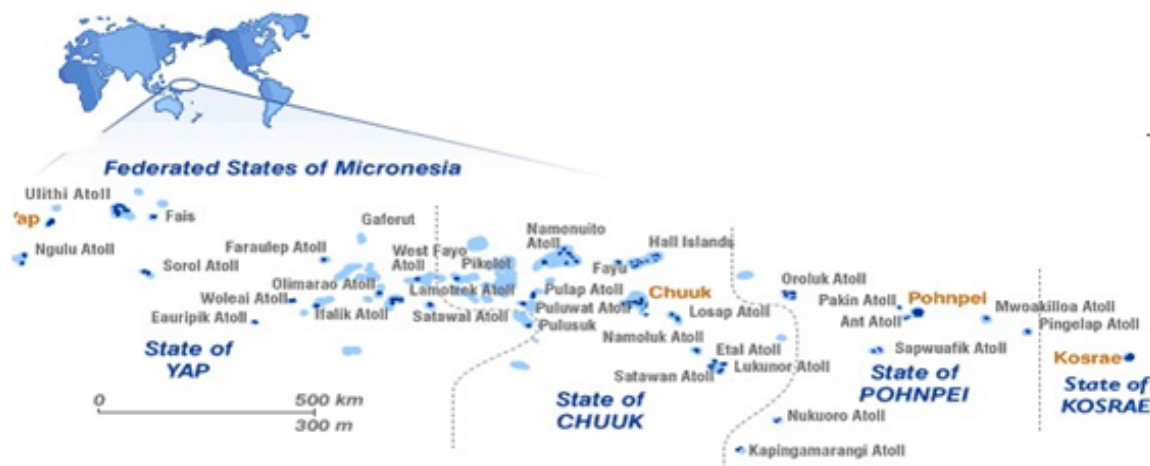 Federated States of Micronesia
Ulithi Atoll
Yap
Fais
Ngulu Atoll
Sorol Atoll
Gaferut
Faraulep Atoll
West Fayo
Atoll
Pikelot
Olimarao Atoll
Lamotrek Atoll
Woleai Atoll
Ifalik Atoll
Satawal Atoll
Eauripik Atoll
State of
YAP
0 500 km
300 m
Namonuito
Atoll
Hall Islands
Fayu
Pulap Atoll
Chuuk
Puluwat Atoll
Losap Atoll
Pulusuk
Namoluk Atoll
Etal Atoll
Lukunor Atoll
Satawan Atoll
State of
CHUUK
Oroluk Atoll
Pakin Atoll
Pohnpei
Mwoakilloa Atoll
Ant Atoll
Pingelap Atoll
Sapwuafik Atoll
State of
POHNPEI
Nukuoro Atoll
Kapingamarangi Atoll
Kosrae
State of
KOSRAE